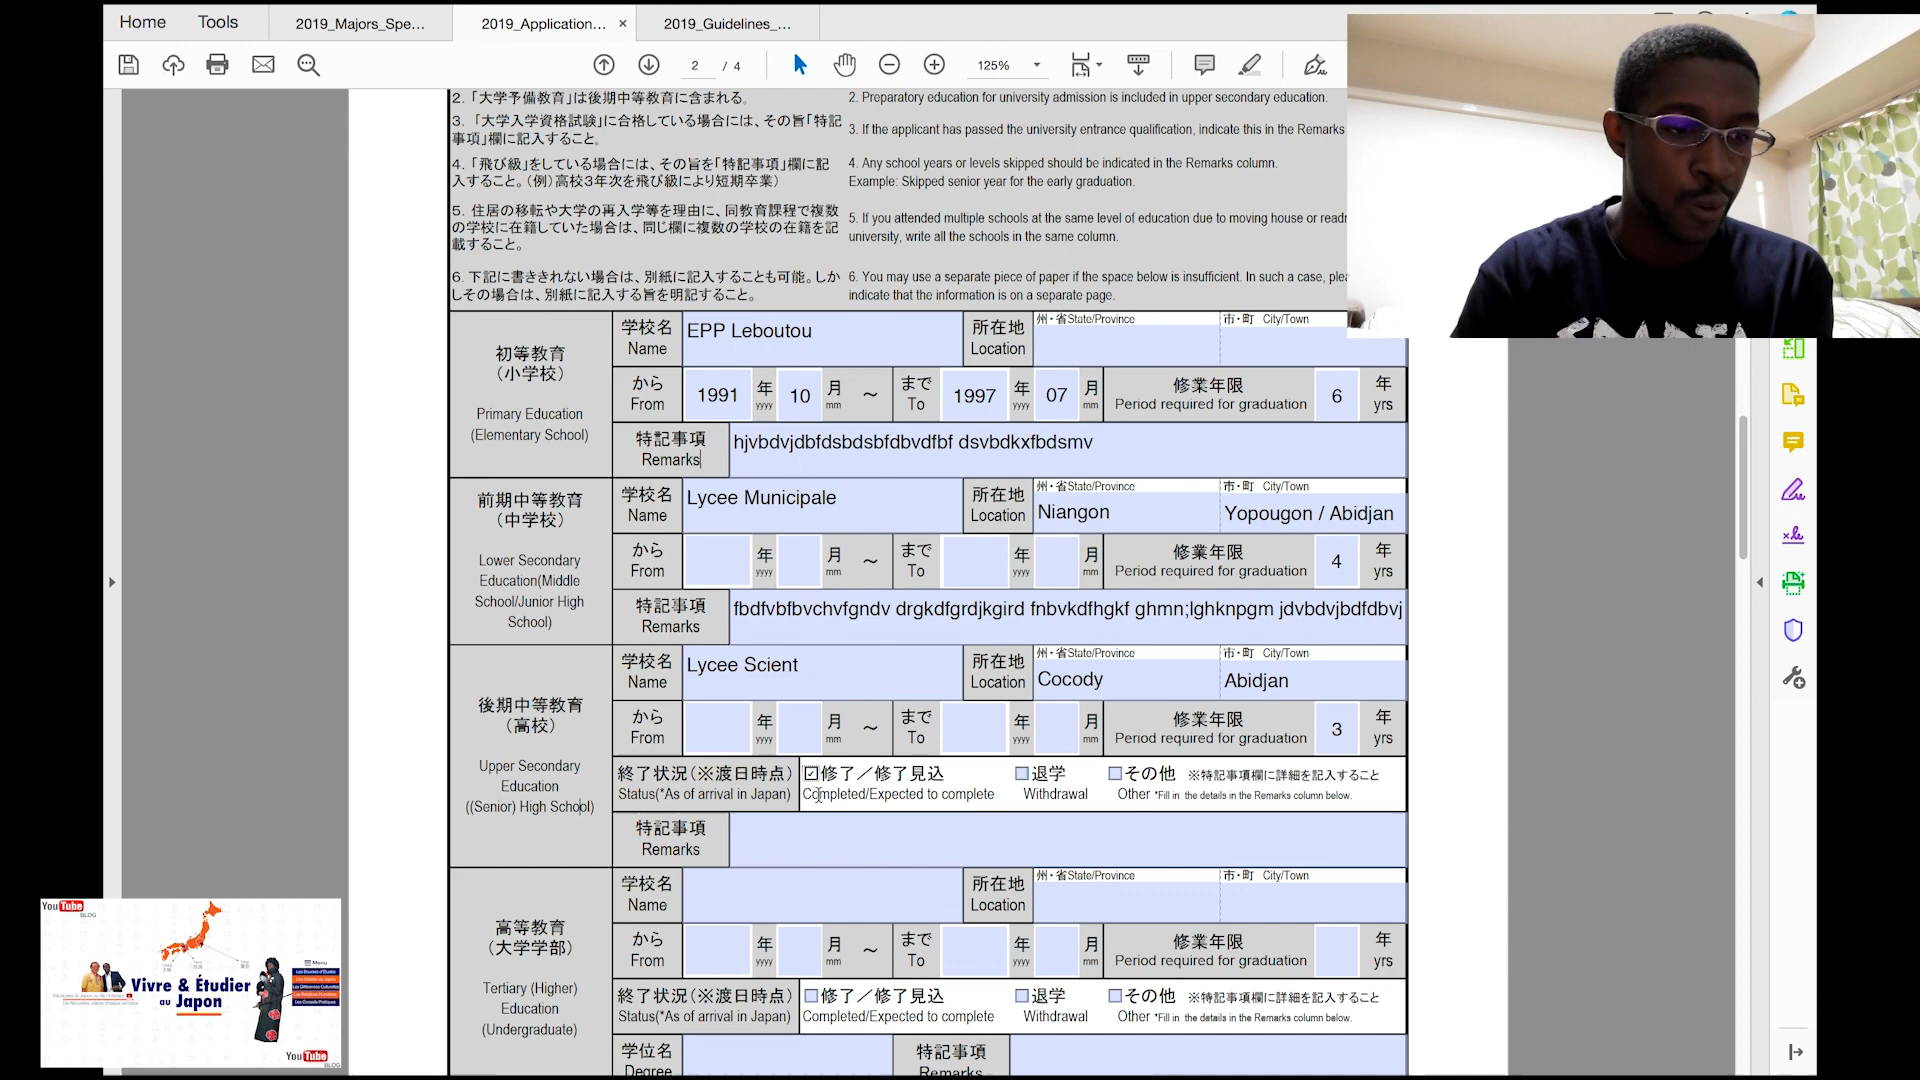 Home Tools 2019_Majors_Spe... 2019_Application... × 2019_Guidelines_...
2 / 4 125%
2. 「大学予備教育」は後期中等教育に含まれる。
2. Preparatory education for university admission is included in upper secondary education.
3. 「大学入学資格試験」に合格している場合には、その旨「特記
事項」欄に記入すること。
3. If the applicant has passed the university entrance qualification, indicate this in the Remarks
4. 「飛び級」をしている場合には、その旨を「特記事項」欄に記
入すること。(例)高校3年次を飛び級により短期卒業)
4. Any school years or levels skipped should be indicated in the Remarks column.
Example: Skipped senior year for the early graduation.
5. 住居の移転や大学の再入学等を理由に、同教育課程で複数
の学校に在籍していた場合は、同じ欄に複数の学校の在籍を記
載すること。
5. If you attended multiple schools at the same level of education due to moving house or
university, write all the schools in the same column.
6. 下記に書ききれない場合は、別紙に記入することも可能。しか
しその場合は、別紙に記入する旨を明記すること。
6. You may use a separate piece of paper if the space below is insufficient. In such a case,
indicate that the information is on a separate page.
初等教育
(小学校)
Primary Education
(Elementary School)
学校名
Name
EPP Leboutou
所在地
Location
州・省State/Province
市・町 City/Town
から
From
1991 年 yyyy 10 月 mm ~ まで To 1997 年 yyyy 07 月 mm
修業年限
Period required for graduation
6 年 yrs
特記事項
Remarks
hjvbdvjdbfdsbdsbfdbvdfbf dsvbdkxfbdsmv
前期中等教育
(中学校)
Lower Secondary
Education(Middle
School/Junior High
School)
学校名
Name
Lycee Municipale
所在地
Location
州・省State/Province
Niangon
市・町 City/Town
Yopougon / Abidjan
から
From
年 yyyy 月 mm ~ まで To 年 yyyy 月 mm
修業年限
Period required for graduation
4 年 yrs
特記事項
Remarks
fbdfvbfbvchvfgndv drgkdfgrdjkgird fnbvkdfhgkf ghmn;lghknpgm jdvbdvjbdfdbvj
後期中等教育
(高校)
Upper Secondary
Education
((Senior) High School)
学校名
Name
Lycee Scient
所在地
Location
州・省State/Province
Cocody
市・町 City/Town
Abidjan
から
From
年 yyyy 月 mm ~ まで To 年 yyyy 月 mm
修業年限
Period required for graduation
3 年 yrs
終了状況(※渡日時点)
Status(*As of arrival in Japan)
修了/修了見込
Completed/Expected to complete
退学
Withdrawal
その他 ※特記事項欄に詳細を記入すること
Other *Fill in the details in the Remarks column below.
特記事項
Remarks
高等教育
(大学学部)
Tertiary (Higher)
Education
(Undergraduate)
学校名
Name
所在地
Location
州・省State/Province
市・町 City/Town
から
From
年 yyyy 月 mm ~ まで To 年 yyyy 月 mm
修業年限
Period required for graduation
年 yrs
終了状況(※渡日時点)
Status(*As of arrival in Japan)
修了/修了見込
Completed/Expected to complete
退学
Withdrawal
その他 ※特記事項欄に詳細を記入すること
Other *Fill in the details in the Remarks column below.
学位名
Degree
特記事項
Remarks
YouTube
BLOG
Vivre & Étudier
au Japon
Menu
YouTube
BLOG